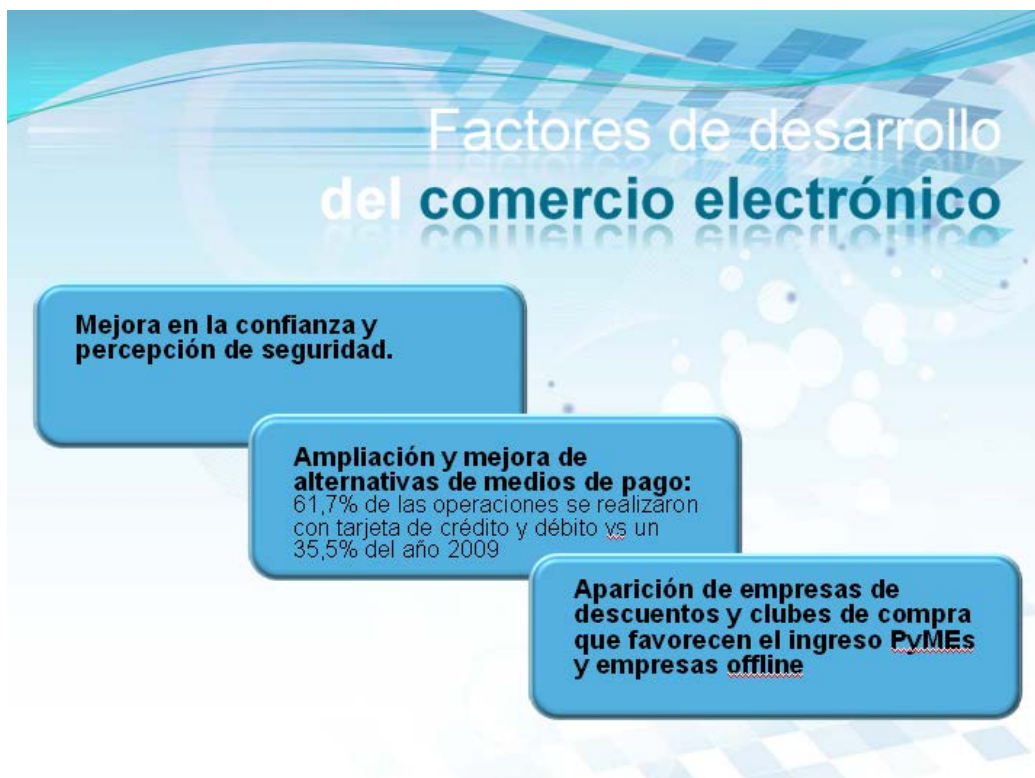 Factores de desarrollo
del comercio electrónico
Mejora en la confianza y
percepción de seguridad.
Ampliación y mejora de
alternativas de medios de pago:
61,7% de las operaciones se realizaron
con tarjeta de crédito y débito vs un
35,5% del año 2009
Aparición de empresas de
descuentos y clubes de compra
que favorecen el ingreso PyMEs
y empresas offline